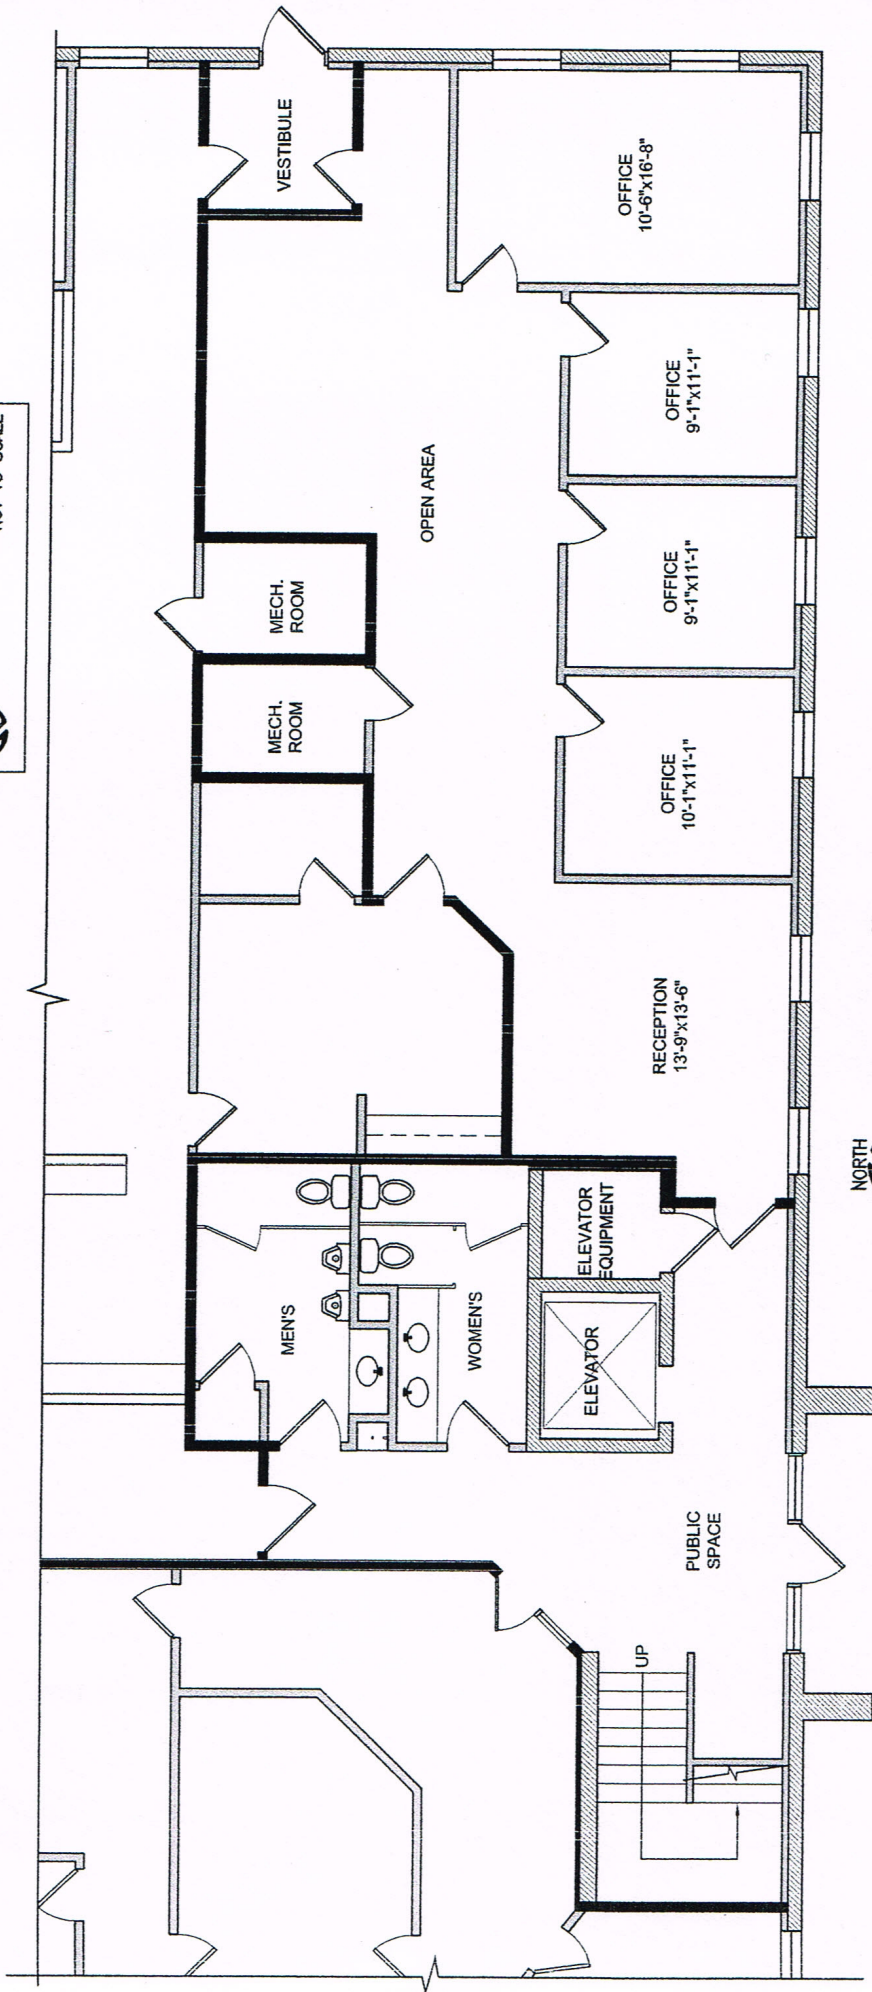 VESTIBULE
OFFICE
10'-6"x16'-8"
OFFICE
9'-1"x11'-1"
OPEN AREA
OFFICE
9'-1"x11'-1"
MECH.
ROOM
MECH.
ROOM
OFFICE
10'-1"x11'-1"
RECEPTION
13'-9"x13'-6"
NORTH
ELEVATOR
EQUIPMENT
MEN'S
WOMEN'S
ELEVATOR
PUBLIC
SPACE
UP